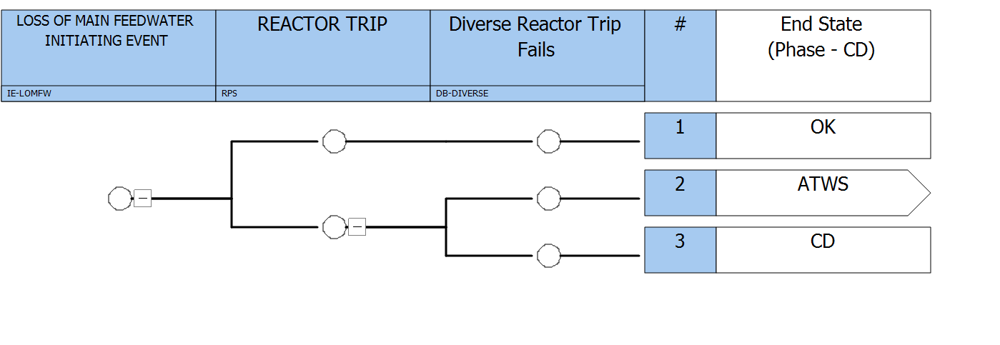 LOSS OF MAIN FEEDWATER
INITIATING EVENT
REACTOR TRIP
Diverse Reactor Trip
Fails
#
End State
(Phase - CD)
IE-LOMFW
RPS
DB-DIVERSE
1
OK
2
ATWS
3
CD